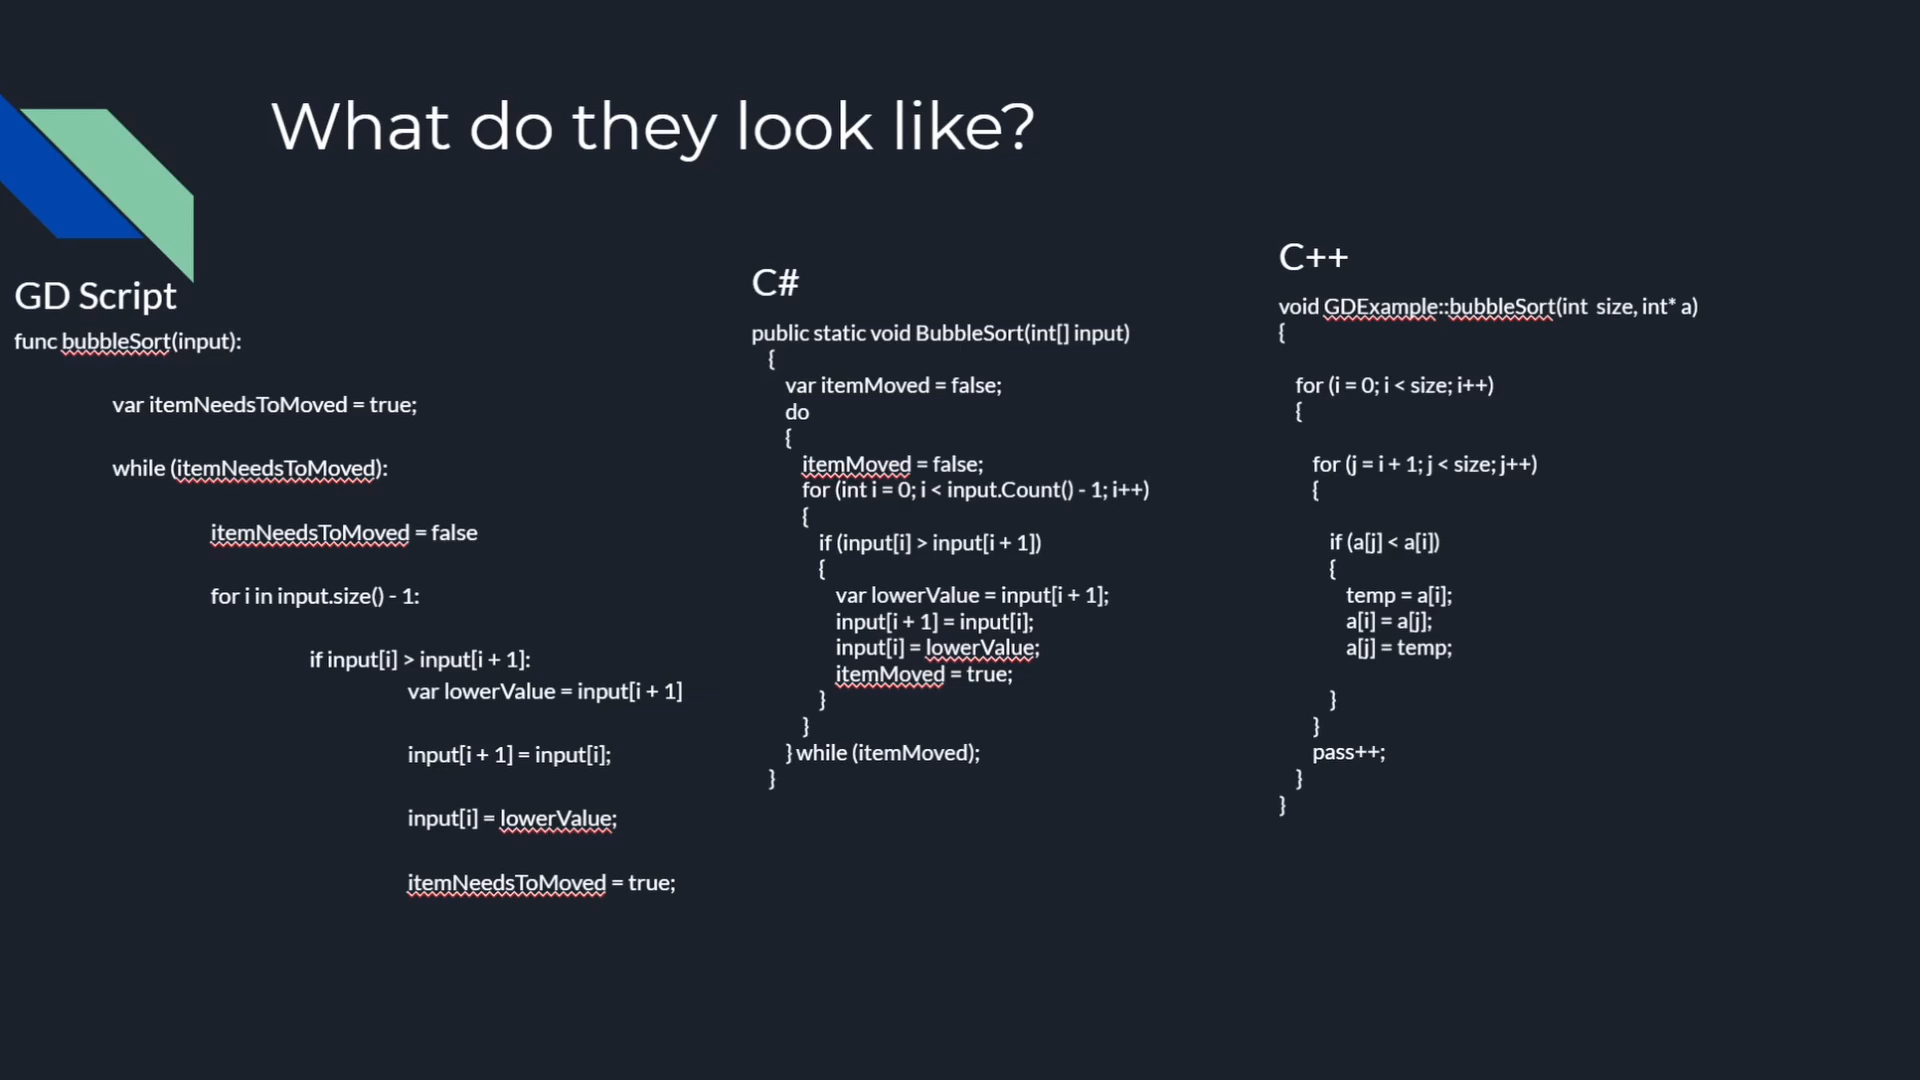 What do they look like?
GD Script
func bubbleSort(input):
var itemNeedsToMoved = true;
while (itemNeedsToMoved):
itemNeedsToMoved = false
for i in input.size() - 1:
if input[i] > input[i + 1]:
var lowerValue = input[i + 1]
input[i + 1] = input[i];
input[i] = lowerValue;
itemNeedsToMoved = true;
C#
public static void BubbleSort(int[] input)
{
var itemMoved = false;
do
{
itemMoved = false;
for (int i = 0; i < input.Count() - 1; i++)
{
if (input[i] > input[i + 1])
{
var lowerValue = input[i + 1];
input[i + 1] = input[i];
input[i] = lowerValue;
itemMoved = true;
}
}
} while (itemMoved);
}
C++
void GDExample::bubbleSort(int size, int* a)
{
for (i = 0; i < size; i++)
{
for (j = i + 1; j < size; j++)
{
if (a[j] < a[i])
{
temp = a[i];
a[i] = a[j];
a[j] = temp;
}
}
pass++;
}
}